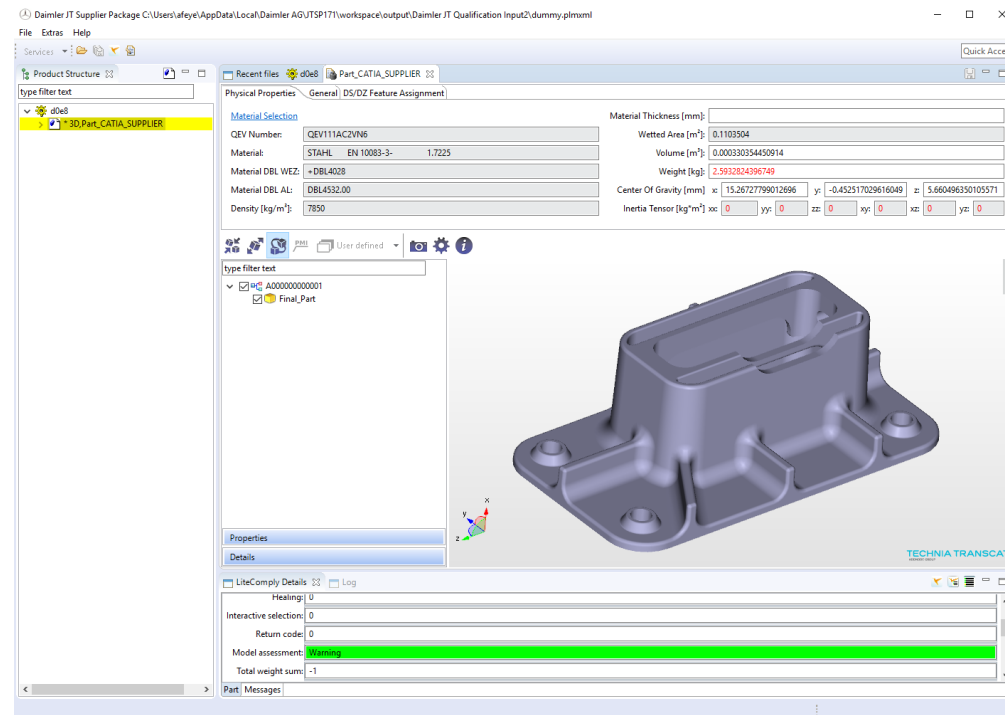 Daimler JT Supplier Package C:\Users\afeye\AppData\Local\Daimler AG\JTSP171\workspace\output\Daimler JT Qualification Input2\dummy.plmxml
File Extras Help
Services Quick Acce
Product Structure Recent files d0e8 Part_CATIA_SUPPLIER
type filter text Physical Properties General DS/DZ Feature Assignment
d0e8
* 3D,Part_CATIA_SUPPLIER
Material Selection Material Thickness [mm]:
QEV Number: QEV111AC2VN6 Wetted Area [m²]: 0.1103504
Material: STAHL EN 10083-3- 1.7225 Volume [m³]: 0.000330354450914
Material DBL WEZ: +DBL4028 Weight [kg]: 2.5932824396749
Material DBL AL: DBL4532.00 Center Of Gravity [mm] x: 15.26727799012696 y: -0.452517029616049 z: 5.660496350105571
Density [kg/m³]: 7850 Inertia Tensor [kg*m²] xx: 0 yy: 0 zz: 0 xy: 0 xz: 0 yz: 0
PMI User defined
type filter text
A000000000001
Final_Part
x
y
z
Properties
Details
TECHNIA TRANSCAT
LiteComply Details Log
Healing: 0
Interactive selection: 0
Return code: 0
Model assessment: Warning
Total weight sum: -1
Part Messages